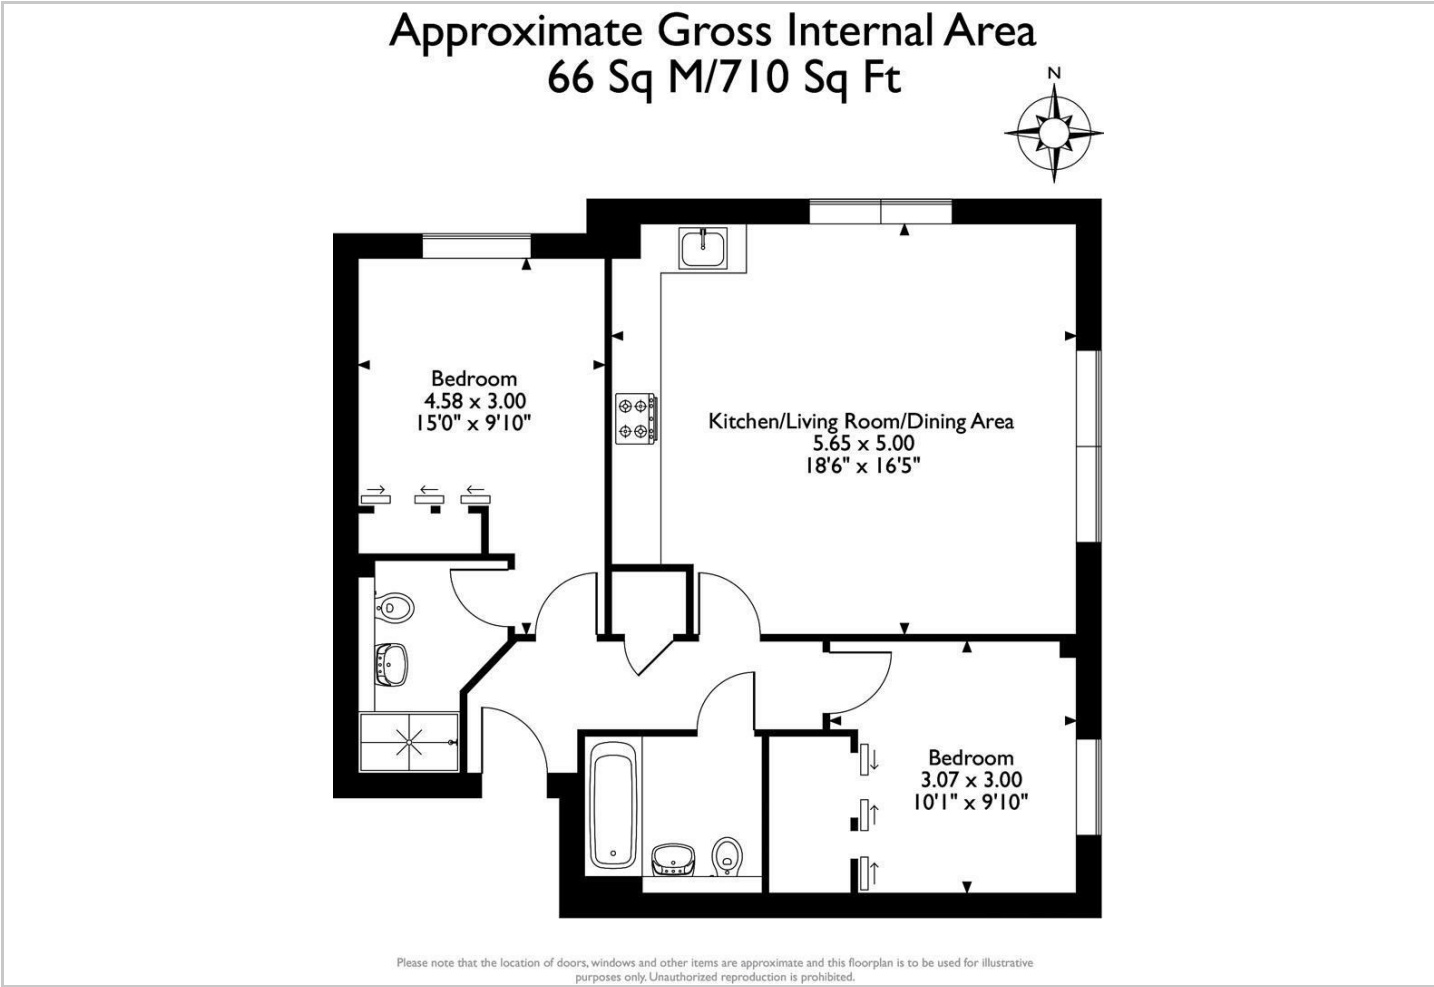 Approximate Gross Internal Area
66 Sq M/710 Sq Ft
N
Bedroom
4.58 x 3.00
15'0" x 9'10"
Kitchen/Living Room/Dining Area
5.65 x 5.00
18'6" x 16'5"
Bedroom
3.07 x 3.00
10'1" x 9'10"
Please note that the location of doors, windows and other items are approximate and this floorplan is to be used for illustrative
purposes only. Unauthorized reproduction is prohibited.